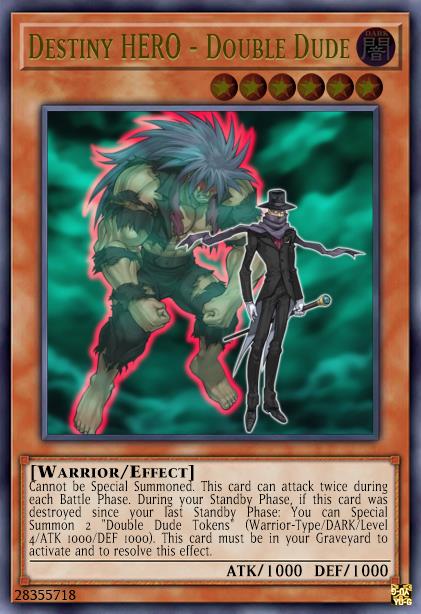 DESTINY HERO - DOUBLE DUDE
DARK
闇
[WARRIOR/EFFECT]
Cannot be Special Summoned. This card can attack twice during
each Battle Phase. During your Standby Phase, if this card was
destroyed since your last Standby Phase: You can Special
Summon 2 "Double Dude Tokens" (Warrior-Type/DARK/Level
4/ATK 1000/DEF 1000). This card must be in your Graveyard to
activate and to resolve this effect.
ATK/1000 DEF/1000
28355718